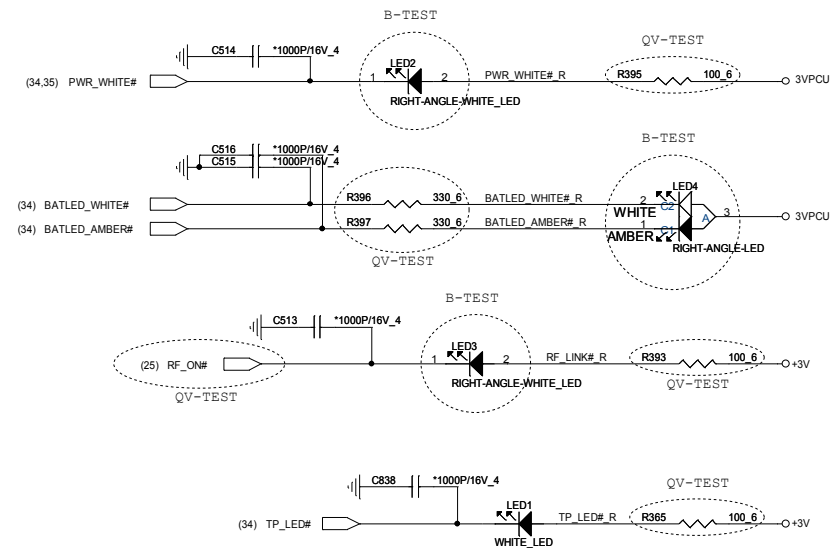 B-TEST
QV-TEST
C514 *1000P/16V_4
LED2
(34,35) PWR_WHITE# 1 2 PWR_WHITE#_R R395 100_6 3VPCU
RIGHT-ANGLE-WHITE_LED
B-TEST
C516 *1000P/16V_4
C515 *1000P/16V_4
LED4
(34) BATLED_WHITE# R396 330_6 BATLED_WHITE#_R 2 C2
WHITE A 3 3VPCU
(34) BATLED_AMBER# R397 330_6 BATLED_AMBER#_R 1 C1
AMBER
RIGHT-ANGLE-LED
QV-TEST
B-TEST
C513 *1000P/16V_4
LED3
(25) RF_ON# 1 2 RF_LINK#_R R393 100_6 +3V
RIGHT-ANGLE-WHITE_LED
QV-TEST
QV-TEST
QV-TEST
C838 *1000P/16V_4
LED1
(34) TP_LED# TP_LED#_R R365 100_6 +3V
WHITE_LED